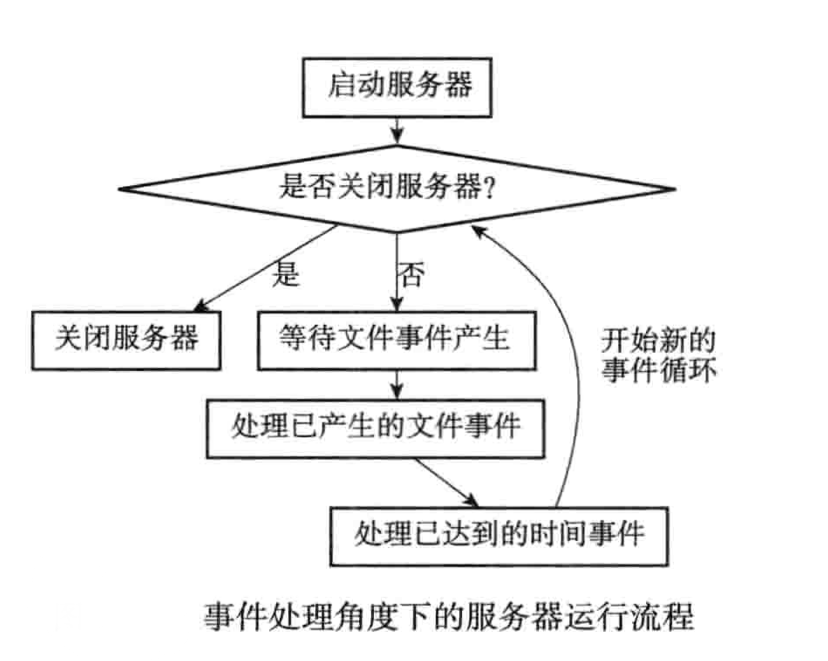 启动服务器
是否关闭服务器?
是
否
关闭服务器
等待文件事件产生
开始新的
事件循环
处理已产生的文件事件
处理已达到的时间事件
事件处理角度下的服务器运行流程